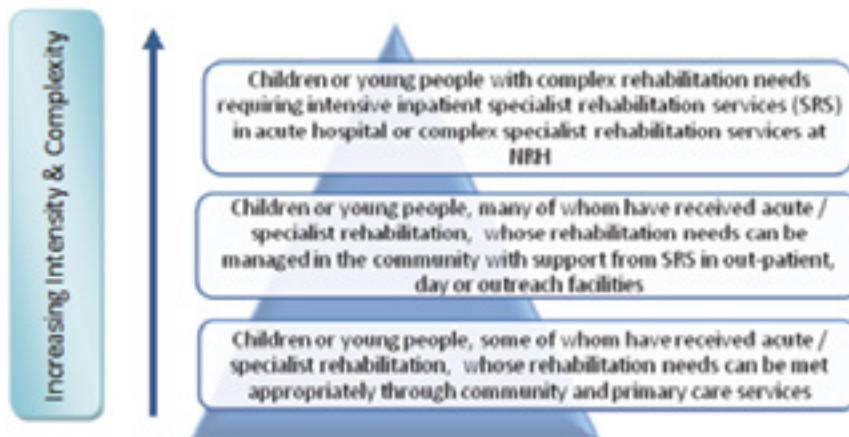 Increasing Intensity & Complexity
Children or young people with complex rehabilitation needs
requiring intensive inpatient specialist rehabilitation services (SRS)
in acute hospital or complex specialist rehabilitation services at
NRH
Children or young people, many of whom have received acute /
specialist rehabilitation, whose rehabilitation needs can be
managed in the community with support from SRS in out-patient,
day or outreach facilities
Children or young people, some of whom have received acute /
specialist rehabilitation, whose rehabilitation needs can be met
appropriately through community and primary care services